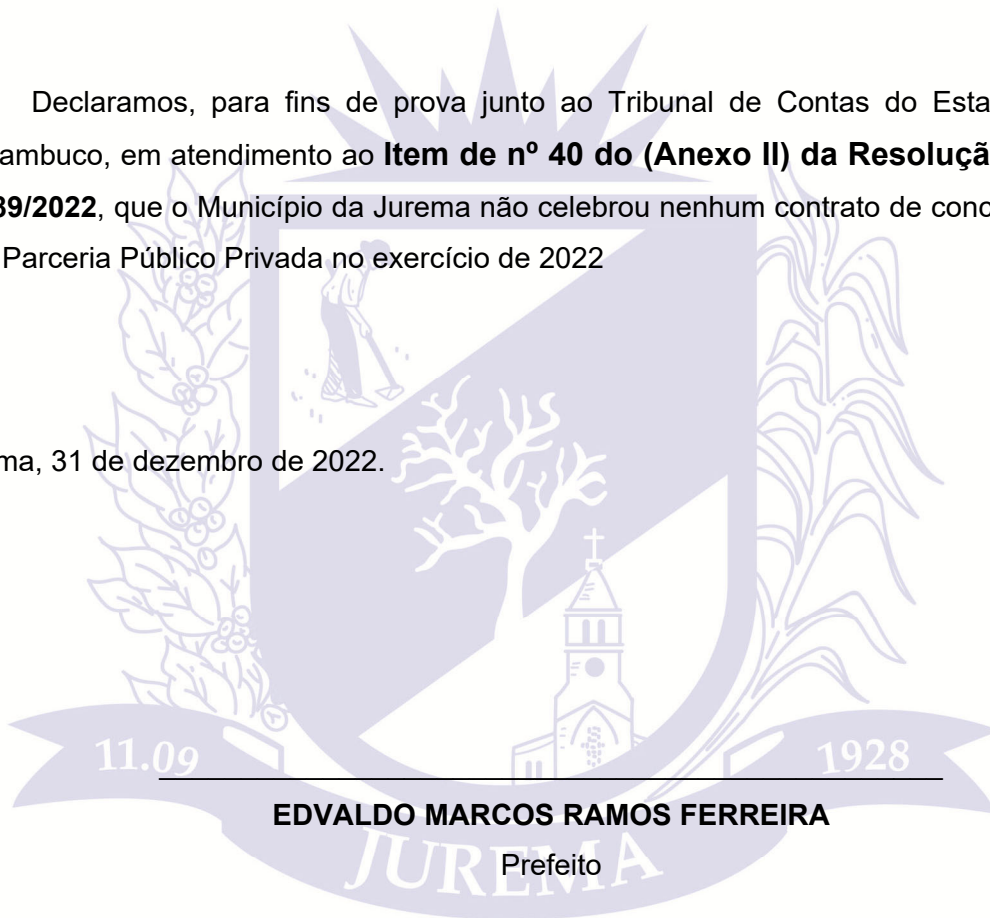 Declaramos, para fins de prova junto ao Tribunal de Contas do Esta
ambuco, em atendimento ao Item de nº 40 do (Anexo II) da Resoluçã
39/2022, que o Município da Jurema não celebrou nenhum contrato de conc
Parceria Público Privada no exercício de 2022
ma, 31 de dezembro de 2022.
11.09 1928
EDVALDO MARCOS RAMOS FERREIRA
Prefeito
JUREMA